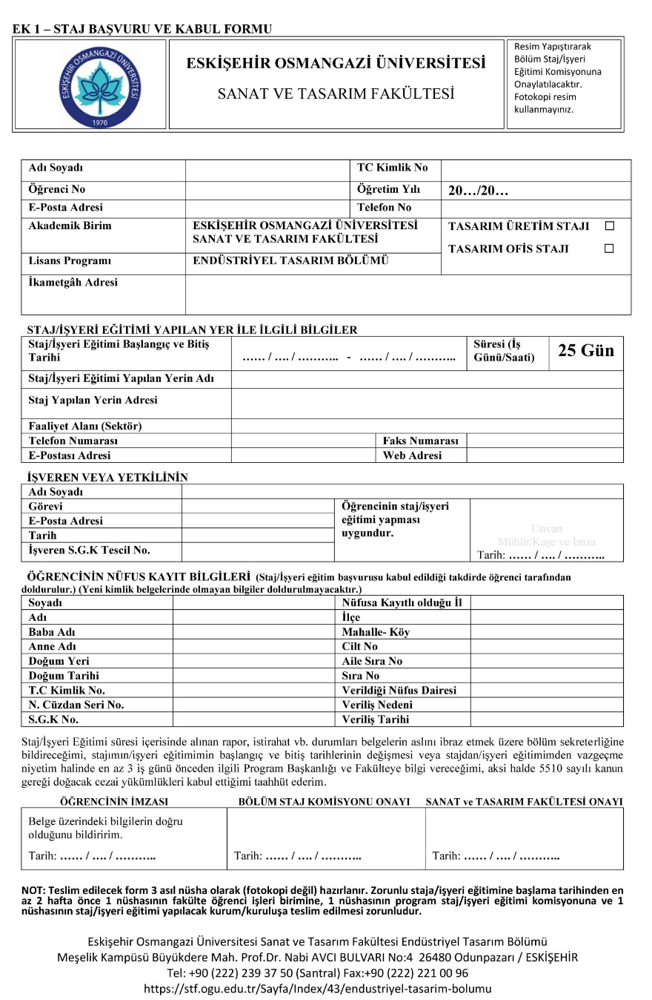 EK 1 – STAJ BAŞVURU VE KABUL FORMU
ESKİŞEHİR OSMANGAZİ ÜNİVERSİTESİ
1970
ESKİŞEHİR OSMANGAZİ ÜNİVERSİTESİ
SANAT VE TASARIM FAKÜLTESİ
Resim Yapıştırarak
Bölüm Staj/İşyeri
Eğitimi Komisyonuna
Onaylatılacaktır.
Fotokopi resim
kullanmayınız.
Adı Soyadı TC Kimlik No
Öğrenci No Öğretim Yılı 20…/20…
E-Posta Adresi Telefon No
Akademik Birim ESKİŞEHİR OSMANGAZİ ÜNİVERSİTESİ TASARIM ÜRETİM STAJI ☐
SANAT VE TASARIM FAKÜLTESİ
TASARIM OFİS STAJI ☐
Lisans Programı ENDÜSTRİYEL TASARIM BÖLÜMÜ
İkametgâh Adresi
STAJ/İŞYERİ EĞİTİMİ YAPILAN YER İLE İLGİLİ BİLGİLER
Staj/İşyeri Eğitimi Başlangıç ve Bitiş
Tarihi
…… / …. / ……….. - …… / …. / ………..
Süresi (İş
Günü/Saati)
25 Gün
Staj/İşyeri Eğitimi Yapılan Yerin Adı
Staj Yapılan Yerin Adresi
Faaliyet Alanı (Sektör)
Telefon Numarası Faks Numarası
E-Postası Adresi Web Adresi
İŞVEREN VEYA YETKİLİNİN
Adı Soyadı
Görevi
E-Posta Adresi
Tarih
İşveren S.G.K Tescil No.
Öğrencinin staj/işyeri
eğitimi yapması
uygundur.
Unvan
Mühür/Kaşe ve İmza
Tarih: …… / …. / ………..
ÖĞRENCİNİN NÜFUS KAYIT BİLGİLERİ (Staj/İşyeri eğitim başvurusu kabul edildiği takdirde öğrenci tarafından
doldurulur.) (Yeni kimlik belgelerinde olmayan bilgiler doldurulmayacaktır.)
Soyadı Nüfusa Kayıtlı olduğu İl
Adı İlçe
Baba Adı Mahalle- Köy
Anne Adı Cilt No
Doğum Yeri Aile Sıra No
Doğum Tarihi Sıra No
T.C Kimlik No. Verildiği Nüfus Dairesi
N. Cüzdan Seri No. Veriliş Nedeni
S.G.K No. Veriliş Tarihi
Staj/İşyeri Eğitimi süresi içerisinde alınan rapor, istirahat vb. durumları belgelerin aslını ibraz etmek üzere bölüm sekreterliğine
bildireceğimi, stajımın/işyeri eğitimimin başlangıç ve bitiş tarihlerinin değişmesi veya stajdan/işyeri eğitimimden vazgeçme
niyetim halinde en az 3 iş günü önceden ilgili Program Başkanlığı ve Fakülteye bilgi vereceğimi, aksi halde 5510 sayılı kanun
gereği doğacak cezai yükümlükleri kabul ettiğimi taahhüt ederim.
ÖĞRENCİNİN İMZASI BÖLÜM STAJ KOMİSYONU ONAYI SANAT ve TASARIM FAKÜLTESİ ONAYI
Belge üzerindeki bilgilerin doğru
olduğunu bildiririm.
Tarih: …… / …. / ……….. Tarih: …… / …. / ……….. Tarih: …… / …. / ………..
NOT: Teslim edilecek form 3 asıl nüsha olarak (fotokopi değil) hazırlanır. Zorunlu staja/işyeri eğitimine başlama tarihinden en
az 2 hafta önce 1 nüshasının fakülte öğrenci işleri birimine, 1 nüshasının program staj/işyeri eğitimi komisyonuna ve 1
nüshasının staj/işyeri eğitimi yapılacak kurum/kuruluşa teslim edilmesi zorunludur.
Eskişehir Osmangazi Üniversitesi Sanat ve Tasarım Fakültesi Endüstriyel Tasarım Bölümü
Meşelik Kampüsü Büyükdere Mah. Prof.Dr. Nabi AVCI BULVARI No:4 26480 Odunpazarı / ESKİŞEHİR
Tel: +90 (222) 239 37 50 (Santral) Fax:+90 (222) 221 00 96
https://stf.ogu.edu.tr/Sayfa/Index/43/endustriyel-tasarim-bolumu